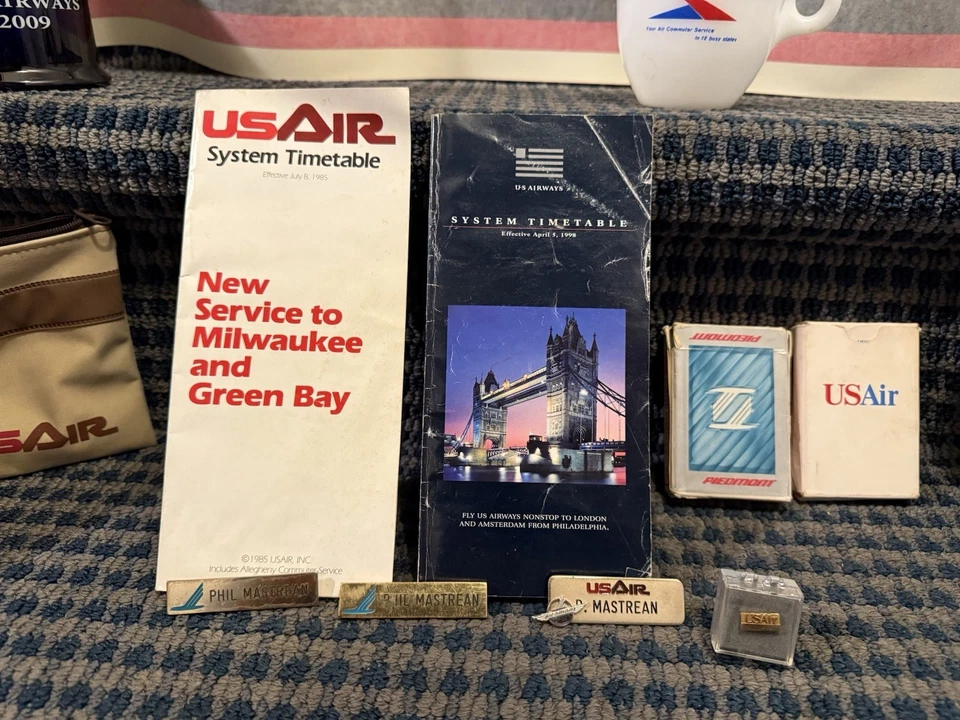 RWAYS
2009
Your Air Commuter Service
in 18 busy states
USAIR
System Timetable
Effective July 8, 1985
New
Service to
Milwaukee
and
Green Bay
©1985 USAIR, INC.
Includes Allegheny Commuter Service
US AIRWAYS
SYSTEM TIMETABLE
Effective April 5, 1998
FLY US AIRWAYS NONSTOP TO LONDON
AND AMSTERDAM FROM PHILADELPHIA.
PIEDMONT
PIEDMONT
USAir
SAIR
PHIL MASTREAN
PHIL MASTREAN
USAIR
P. MASTREAN
USAir